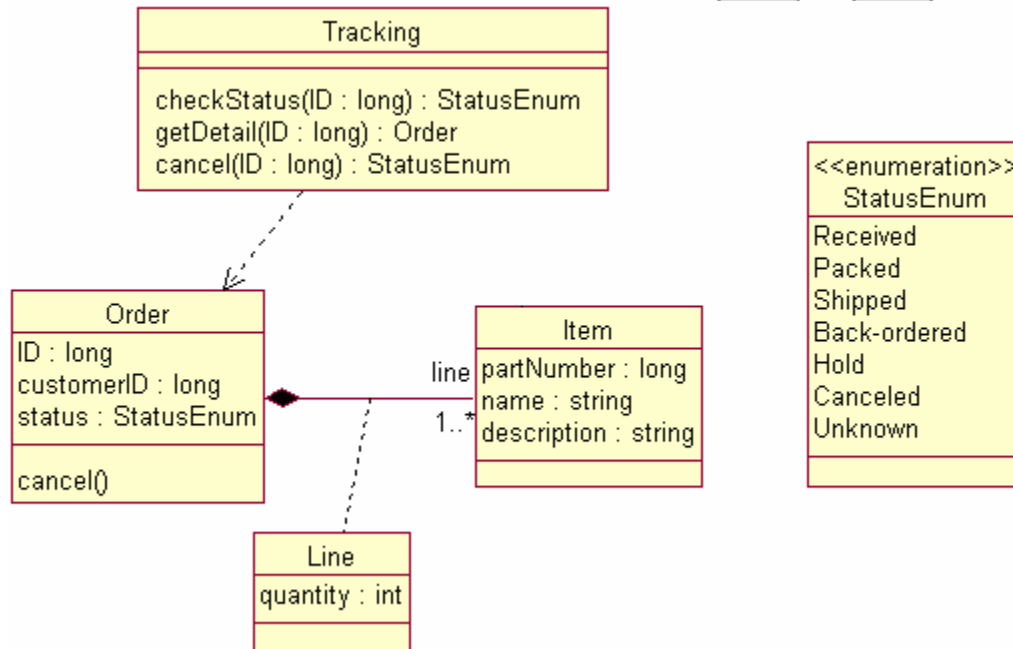 Tracking
checkStatus(ID : long) : StatusEnum
getDetail(ID : long) : Order
cancel(ID : long) : StatusEnum
<<enumeration>>
StatusEnum
Received
Packed
Shipped
Back-ordered
Hold
Canceled
Unknown
Order
ID : long
customerID : long
status : StatusEnum
cancel()
line
1..*
Item
partNumber : long
name : string
description : string
Line
quantity : int